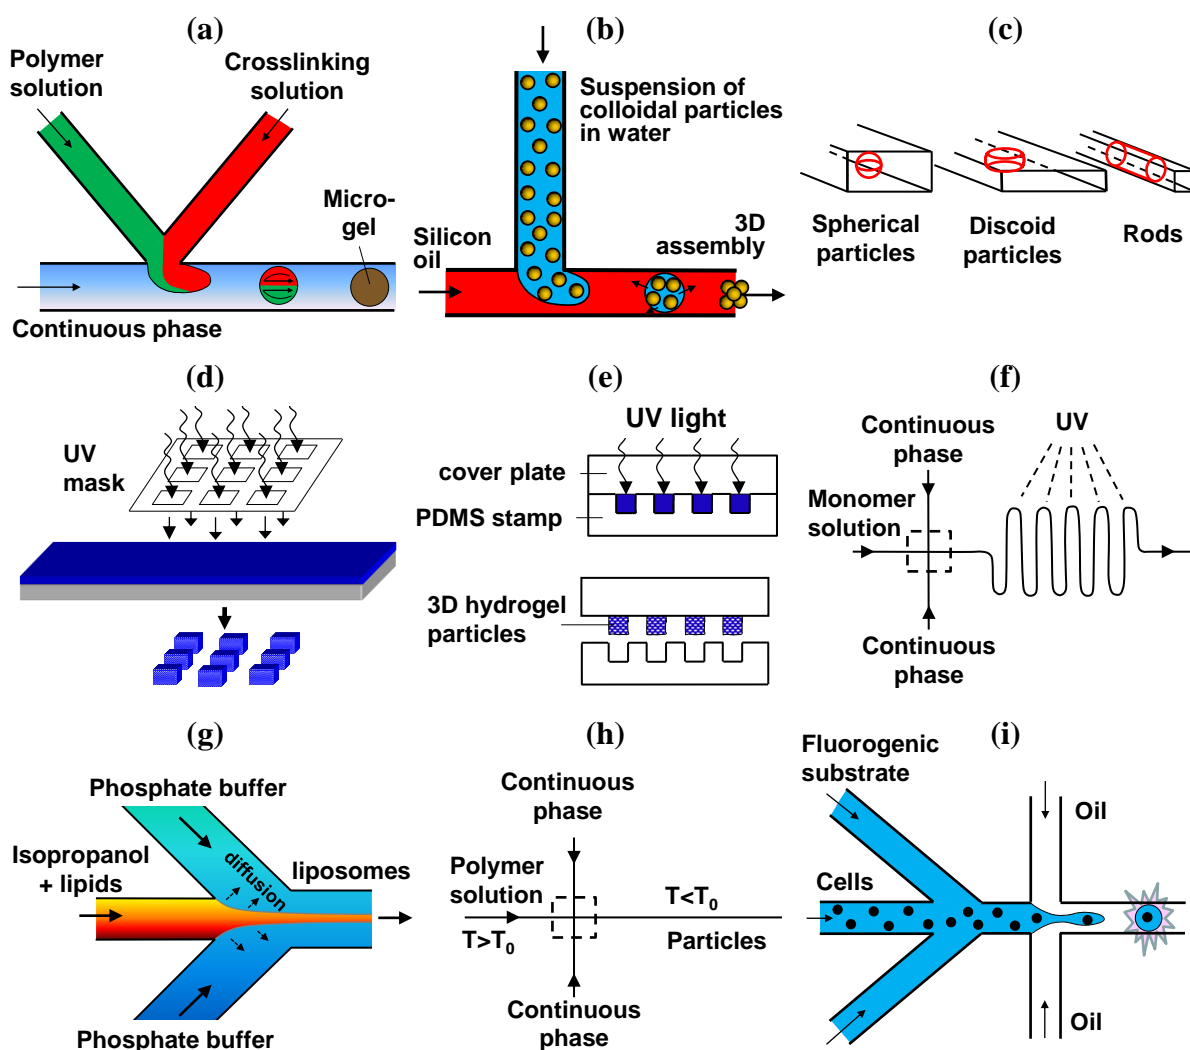 (a)
Polymer
solution
Crosslinking
solution
Micro-
gel
Continuous phase
(b)
Suspension of
colloidal particles
in water
Silicon
oil
3D
assembly
(c)
Spherical
particles
Discoid
particles
Rods
(d)
UV
mask
(e)
UV light
cover plate
PDMS stamp
3D hydrogel
particles
(f)
Continuous
phase
UV
Monomer
solution
Continuous
phase
(g)
Phosphate buffer
Isopropanol
+ lipids
diffusion
liposomes
Phosphate buffer
(h)
Continuous
phase
Polymer
solution
T>T₀
T<T₀
Particles
Continuous
phase
(i)
Fluorogenic
substrate
Oil
Cells
Oil